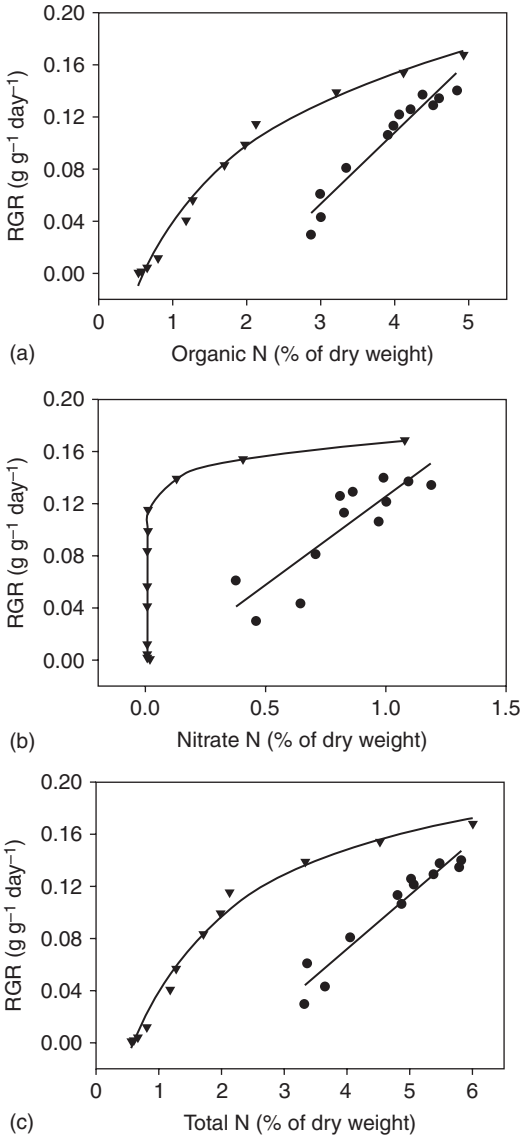 0.20
0.16
0.12
0.08
0.04
0.00
RGR (g g⁻¹ day⁻¹)
0 1 2 3 4 5
(a) Organic N (% of dry weight)
0.20
0.16
0.12
0.08
0.04
0.00
RGR (g g⁻¹ day⁻¹)
0.0 0.5 1.0 1.5
(b) Nitrate N (% of dry weight)
0.20
0.16
0.12
0.08
0.04
0.00
RGR (g g⁻¹ day⁻¹)
0 1 2 3 4 5 6
(c) Total N (% of dry weight)